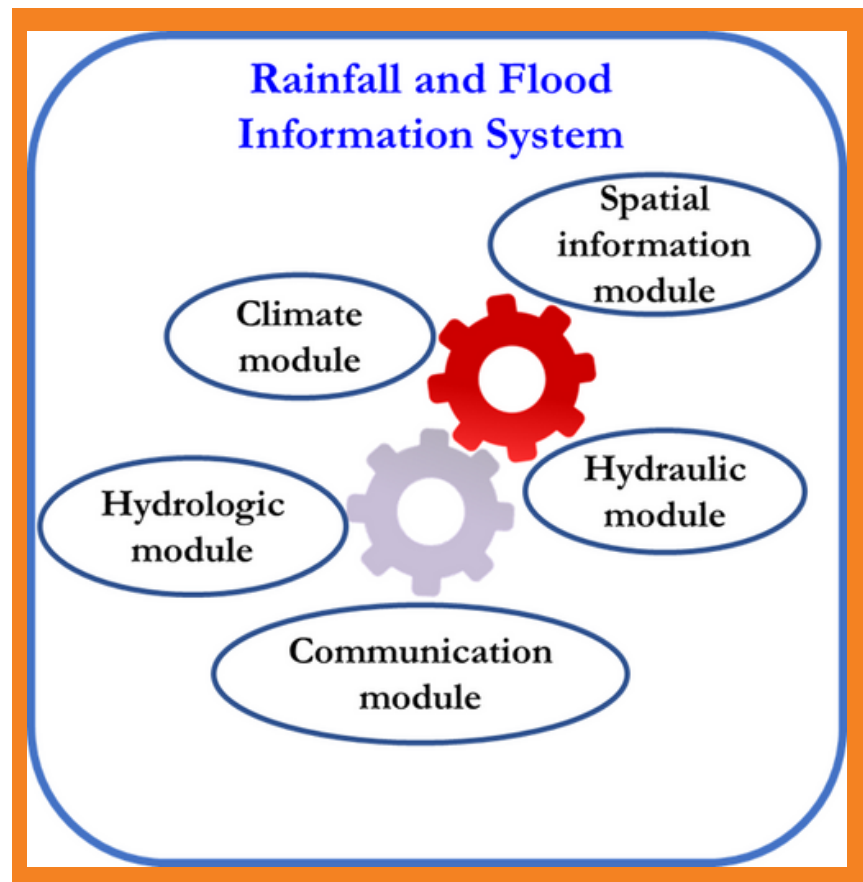 Rainfall and Flood
Information System
Spatial
information
module
Climate
module
Hydraulic
module
Hydrologic
module
Communication
module